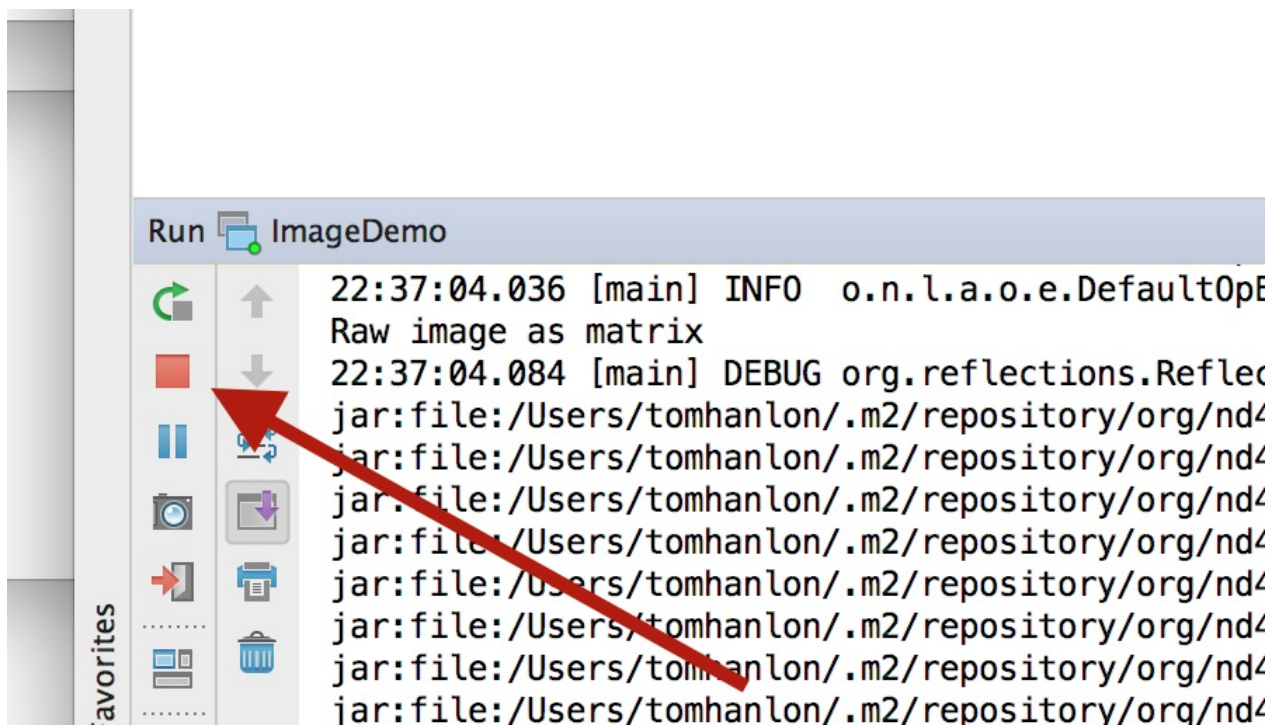 Run ImageDemo
22:37:04.036 [main] INFO o.n.l.a.o.e.DefaultOpE
Raw image as matrix
22:37:04.084 [main] DEBUG org.reflections.Reflec
jar:file:/Users/tomhanlon/.m2/repository/org/nd4
jar:file:/Users/tomhanlon/.m2/repository/org/nd4
jar:file:/Users/tomhanlon/.m2/repository/org/nd4
jar:file:/Users/tomhanlon/.m2/repository/org/nd4
jar:file:/Users/tomhanlon/.m2/repository/org/nd4
jar:file:/Users/tomhanlon/.m2/repository/org/nd4
jar:file:/Users/tomhanlon/.m2/repository/org/nd4
jar:file:/Users/tomhanlon/.m2/repository/org/nd4
avorites